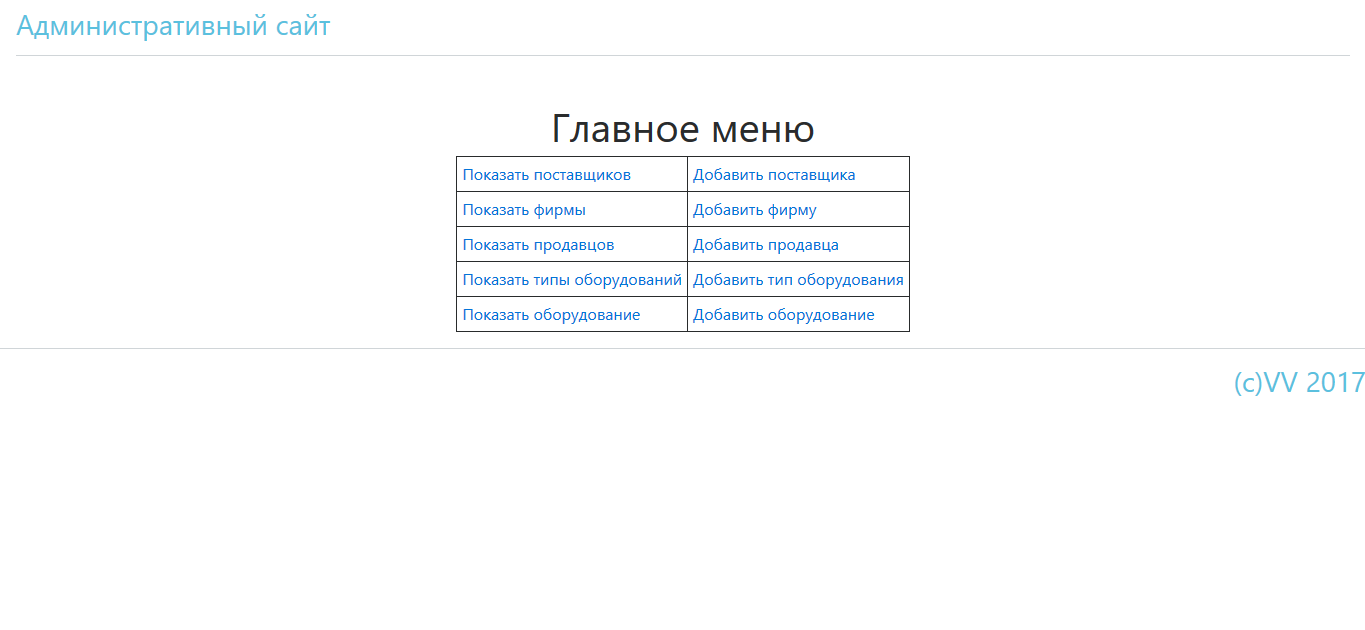 Административный сайт
Главное меню
Показать поставщиков Добавить поставщика
Показать фирмы Добавить фирму
Показать продавцов Добавить продавца
Показать типы оборудований Добавить тип оборудования
Показать оборудование Добавить оборудование
(c)VV 2017